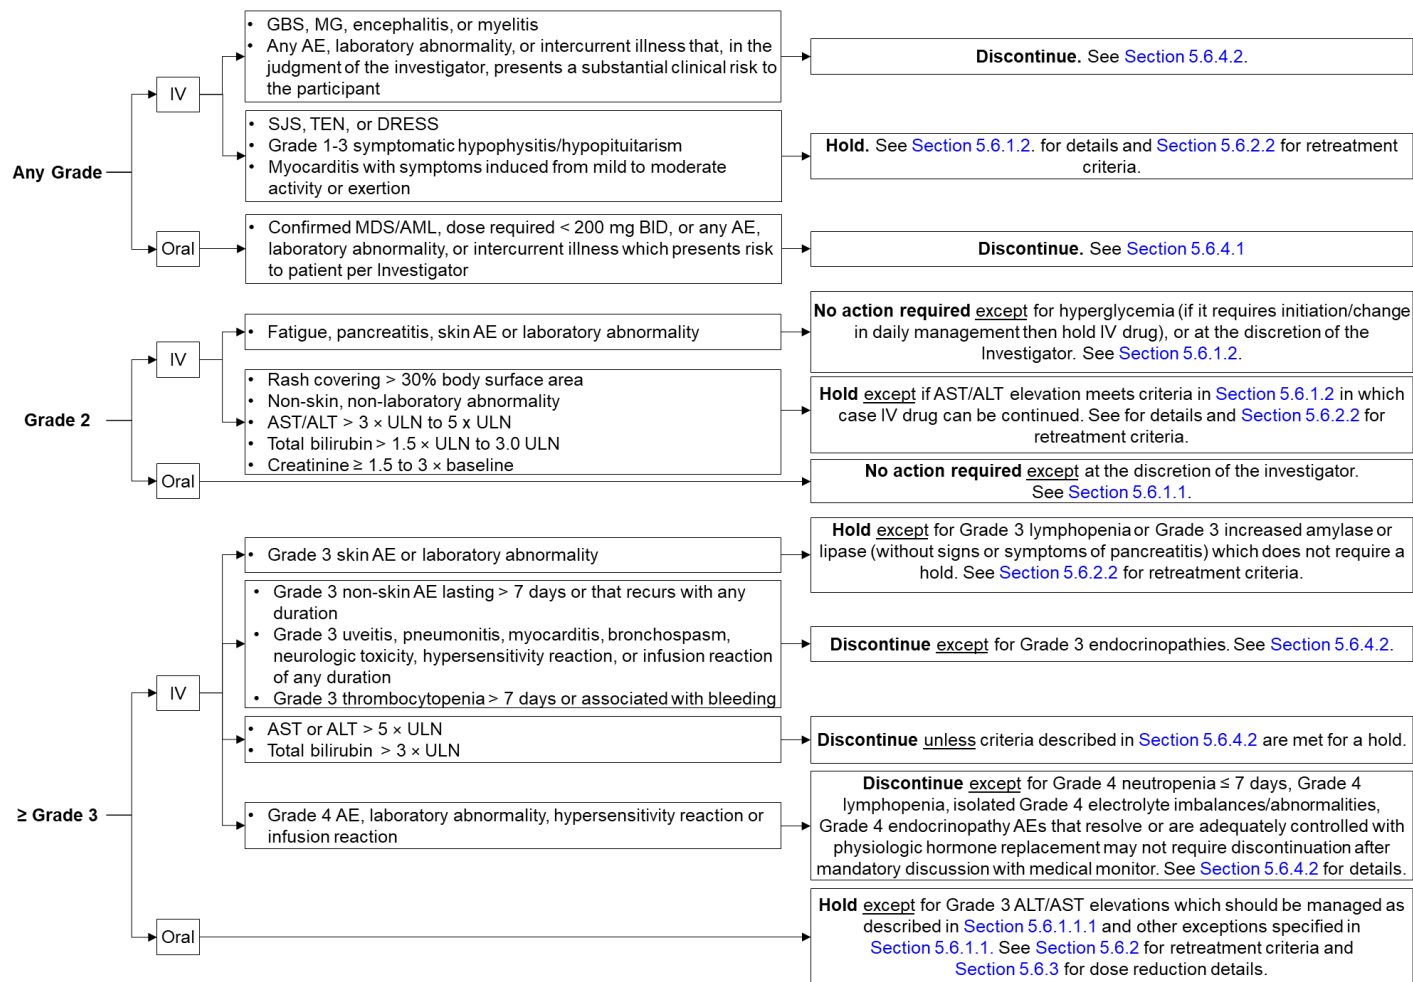 Any Grade
IV
• GBS, MG, encephalitis, or myelitis
• Any AE, laboratory abnormality, or intercurrent illness that, in the
judgment of the investigator, presents a substantial clinical risk to
the participant
Discontinue. See Section 5.6.4.2.
• SJS, TEN, or DRESS
• Grade 1-3 symptomatic hypophysitis/hypopituitarism
• Myocarditis with symptoms induced from mild to moderate
activity or exertion
Hold. See Section 5.6.1.2. for details and Section 5.6.2.2 for retreatment
criteria.
Oral
• Confirmed MDS/AML, dose required < 200 mg BID, or any AE,
laboratory abnormality, or intercurrent illness which presents risk
to patient per Investigator
Discontinue. See Section 5.6.4.1
Grade 2
IV
• Fatigue, pancreatitis, skin AE or laboratory abnormality
No action required except for hyperglycemia (if it requires initiation/change
in daily management then hold IV drug), or at the discretion of the
Investigator. See Section 5.6.1.2.
• Rash covering > 30% body surface area
• Non-skin, non-laboratory abnormality
• AST/ALT > 3 × ULN to 5 x ULN
• Total bilirubin > 1.5 × ULN to 3.0 ULN
• Creatinine ≥ 1.5 to 3 × baseline
Hold except if AST/ALT elevation meets criteria in Section 5.6.1.2 in which
case IV drug can be continued. See for details and Section 5.6.2.2 for
retreatment criteria.
Oral
No action required except at the discretion of the investigator.
See Section 5.6.1.1.
≥ Grade 3
IV
• Grade 3 skin AE or laboratory abnormality
Hold except for Grade 3 lymphopenia or Grade 3 increased amylase or
lipase (without signs or symptoms of pancreatitis) which does not require a
hold. See Section 5.6.2.2 for retreatment criteria.
• Grade 3 non-skin AE lasting > 7 days or that recurs with any
duration
• Grade 3 uveitis, pneumonitis, myocarditis, bronchospasm,
neurologic toxicity, hypersensitivity reaction, or infusion reaction
of any duration
• Grade 3 thrombocytopenia > 7 days or associated with bleeding
Discontinue except for Grade 3 endocrinopathies. See Section 5.6.4.2.
• AST or ALT > 5 × ULN
• Total bilirubin > 3 × ULN
Discontinue unless criteria described in Section 5.6.4.2 are met for a hold.
• Grade 4 AE, laboratory abnormality, hypersensitivity reaction or
infusion reaction
Discontinue except for Grade 4 neutropenia ≤ 7 days, Grade 4
lymphopenia, isolated Grade 4 electrolyte imbalances/abnormalities,
Grade 4 endocrinopathy AEs that resolve or are adequately controlled with
physiologic hormone replacement may not require discontinuation after
mandatory discussion with medical monitor. See Section 5.6.4.2 for details.
Oral
Hold except for Grade 3 ALT/AST elevations which should be managed as
described in Section 5.6.1.1.1 and other exceptions specified in
Section 5.6.1.1. See Section 5.6.2 for retreatment criteria and
Section 5.6.3 for dose reduction details.